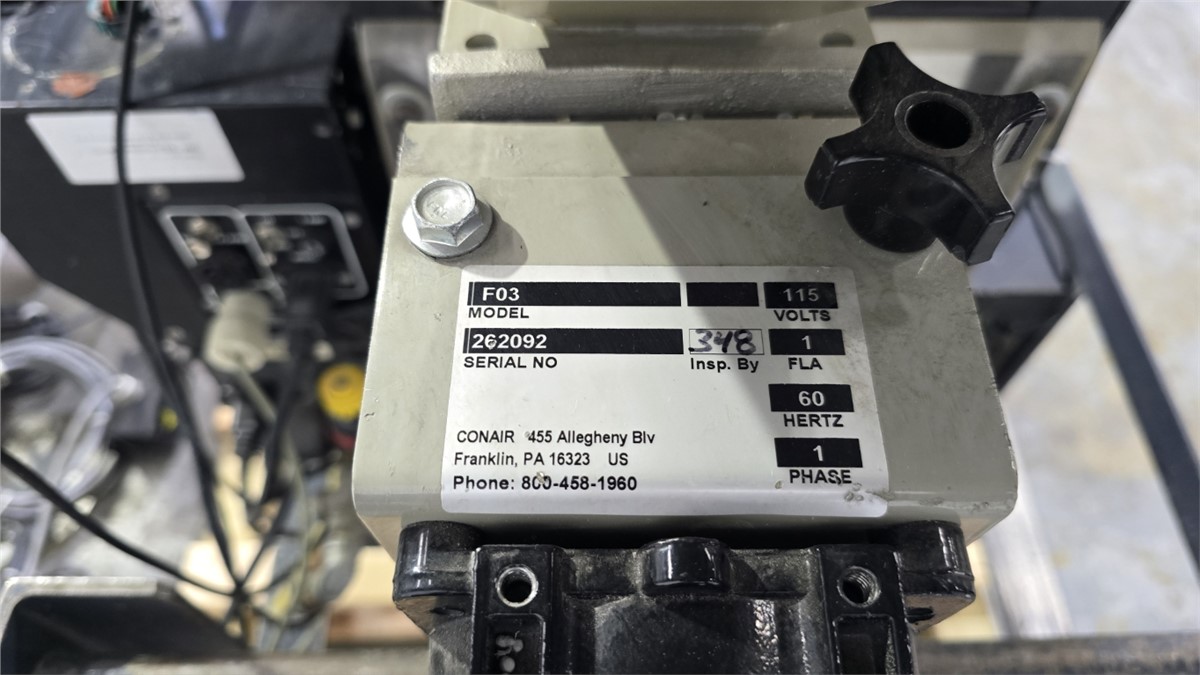 F03 115
MODEL VOLTS
262092 348 1
SERIAL NO Insp. By FLA
60
HERTZ
CONAIR 455 Allegheny Blv
1
Franklin, PA 16323 US
PHASE
Phone: 800-458-1960